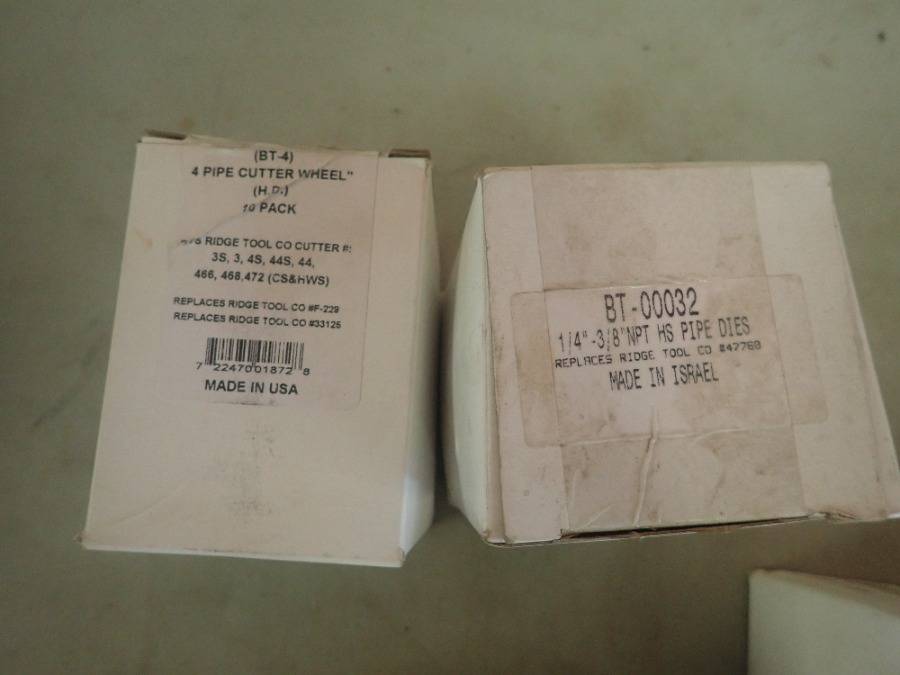 (BT-4)
4 PIPE CUTTER WHEEL"
(H.D.)
10 PACK
RIDGE TOOL CO CUTTER #:
3S, 3, 4S, 44S, 44,
466, 468,472 (CS&HWS)
REPLACES RIDGE TOOL CO #F-229
REPLACES RIDGE TOOL CO #33125
7 22470 01872 8
MADE IN USA
BT-00032
1/4"-3/8"NPT HS PIPE DIES
REPLACES RIDGE TOOL CO #47760
MADE IN ISRAEL